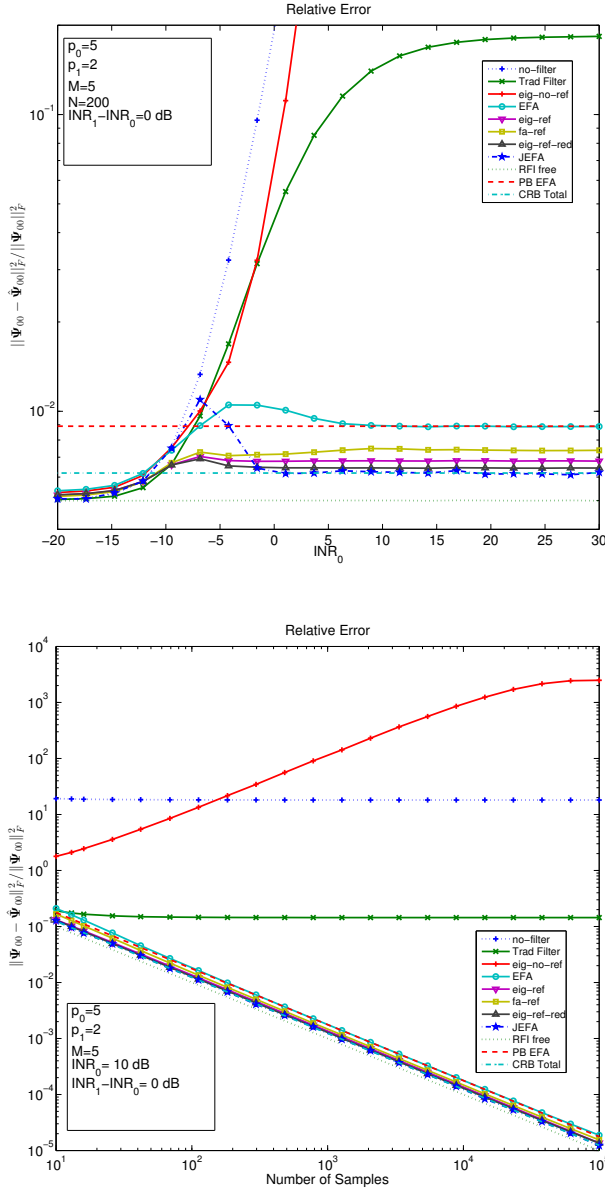 Relative Error
p0=5
p1=2
M=5
N=200
INR1−INR0=0 dB
no-filter
Trad Filter
eig-no-ref
EFA
eig-ref
fa-ref
eig-ref-red
JEFA
RFI free
PB EFA
CRB Total
10^−1
10^−2
||Ψ00 − Ψ̂00||²F/||Ψ00||²F
−20 −15 −10 −5 0 5 10 15 20 25 30
INR0
Relative Error
10^4
10^3
10^2
10^1
10^0
10^−1
10^−2
10^−3
10^−4
10^−5
||Ψ00 − Ψ̂00||²F/||Ψ00||²F
no-filter
Trad Filter
eig-no-ref
EFA
eig-ref
fa-ref
eig-ref-red
JEFA
RFI free
PB EFA
CRB Total
p0=5
p1=2
M=5
INR0= 10 dB
INR1−INR0= 0 dB
10^1 10^2 10^3 10^4 10^5
Number of Samples